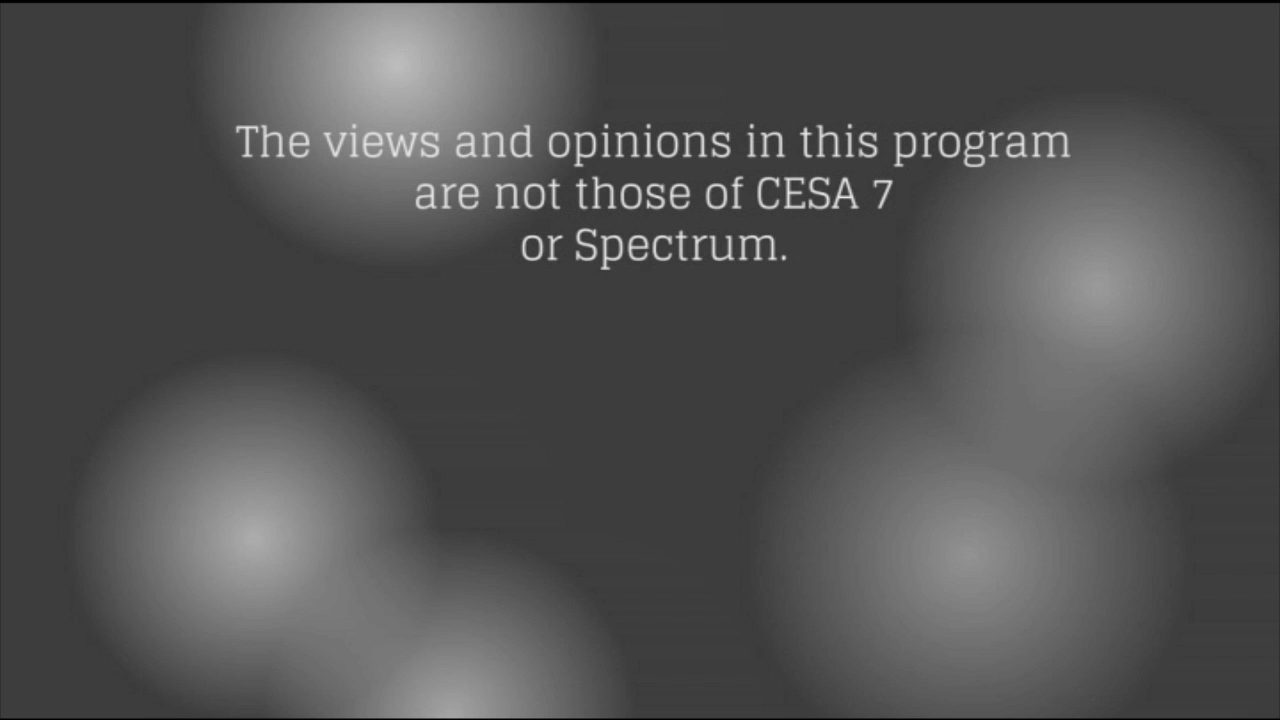 The views and opinions in this program
are not those of CESA 7
or Spectrum.